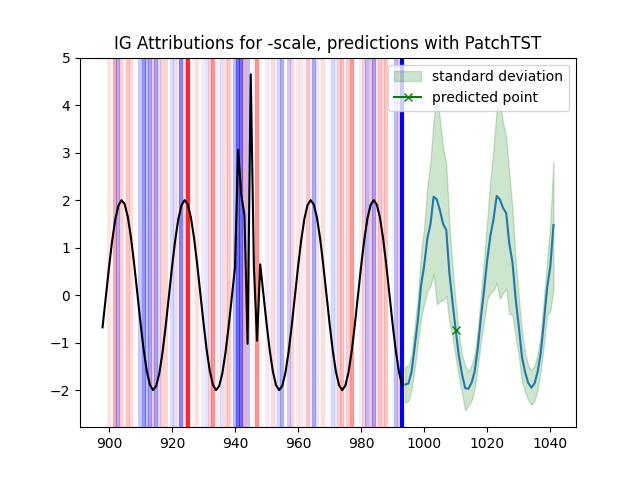 IG Attributions for -scale, predictions with PatchTST
5
4
3
2
1
0
−1
−2
standard deviation
predicted point
900 920 940 960 980 1000 1020 1040